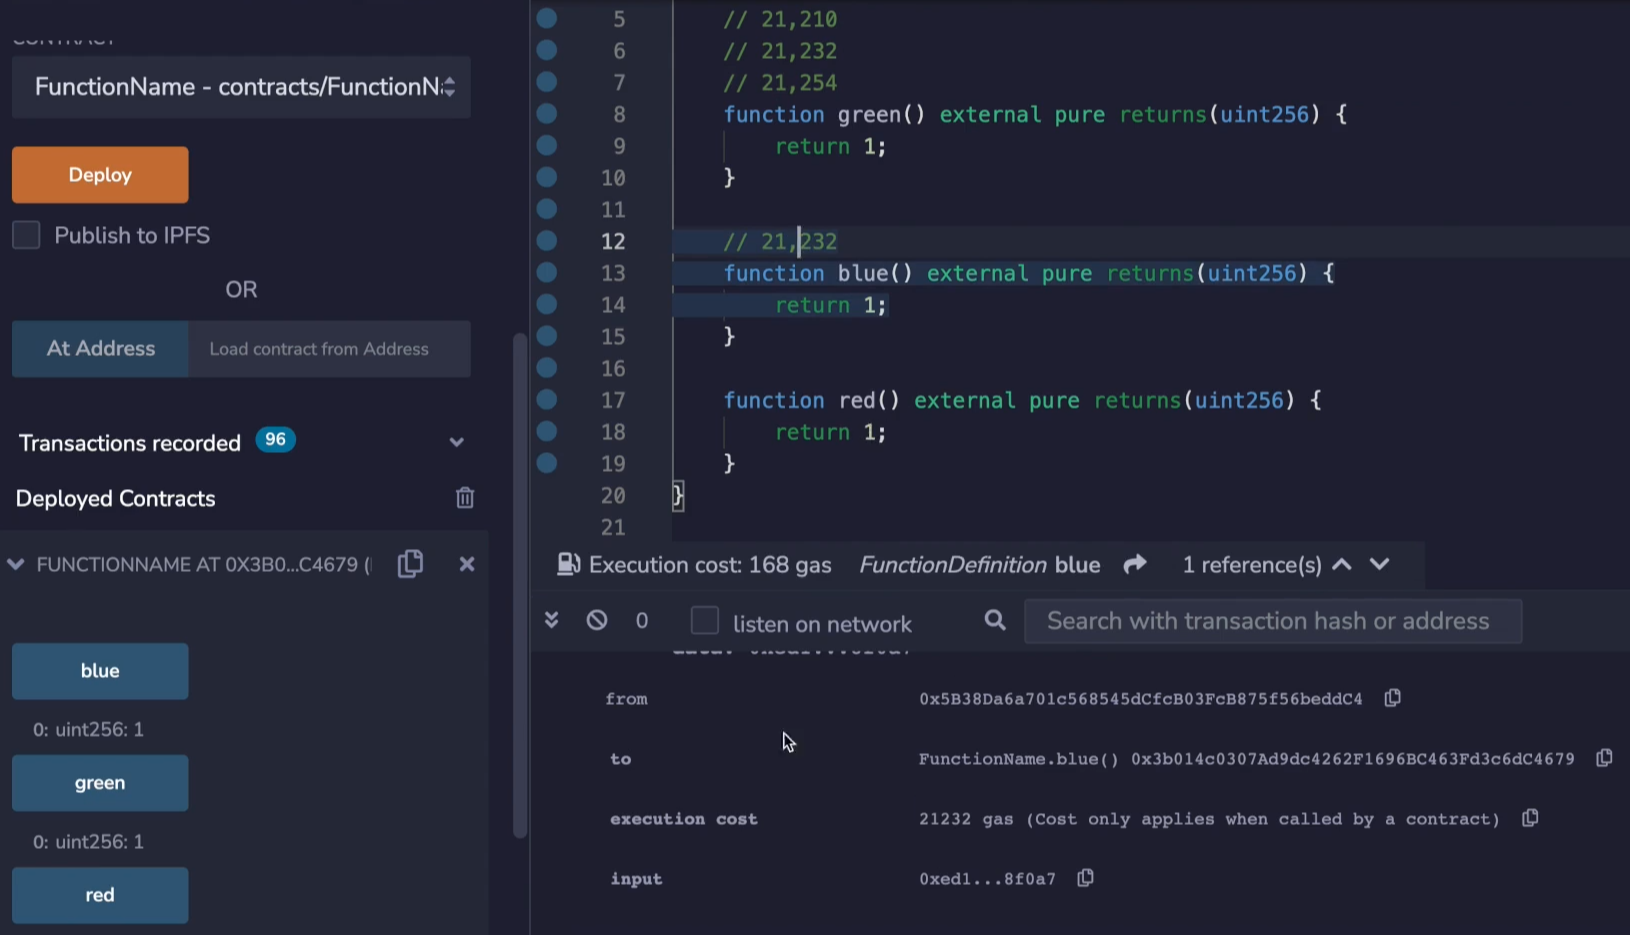 FunctionName - contracts/FunctionN
Deploy
Publish to IPFS
OR
At Address Load contract from Address
Transactions recorded 96
Deployed Contracts
FUNCTIONNAME AT 0X3B0...C4679 (
blue
0: uint256: 1
green
0: uint256: 1
red
5 // 21,210
6 // 21,232
7 // 21,254
8 function green() external pure returns(uint256) {
9 return 1;
10 }
11
12 // 21,232
13 function blue() external pure returns(uint256) {
14 return 1;
15 }
16
17 function red() external pure returns(uint256) {
18 return 1;
19 }
20 }
21
Execution cost: 168 gas FunctionDefinition blue 1 reference(s)
0 listen on network Search with transaction hash or address
from 0x5B38Da6a701c568545dCfcB03FcB875f56beddC4
to FunctionName.blue() 0x3b014c0307Ad9dc4262F1696BC463Fd3c6dC4679
execution cost 21232 gas (Cost only applies when called by a contract)
input 0xed1...8f0a7